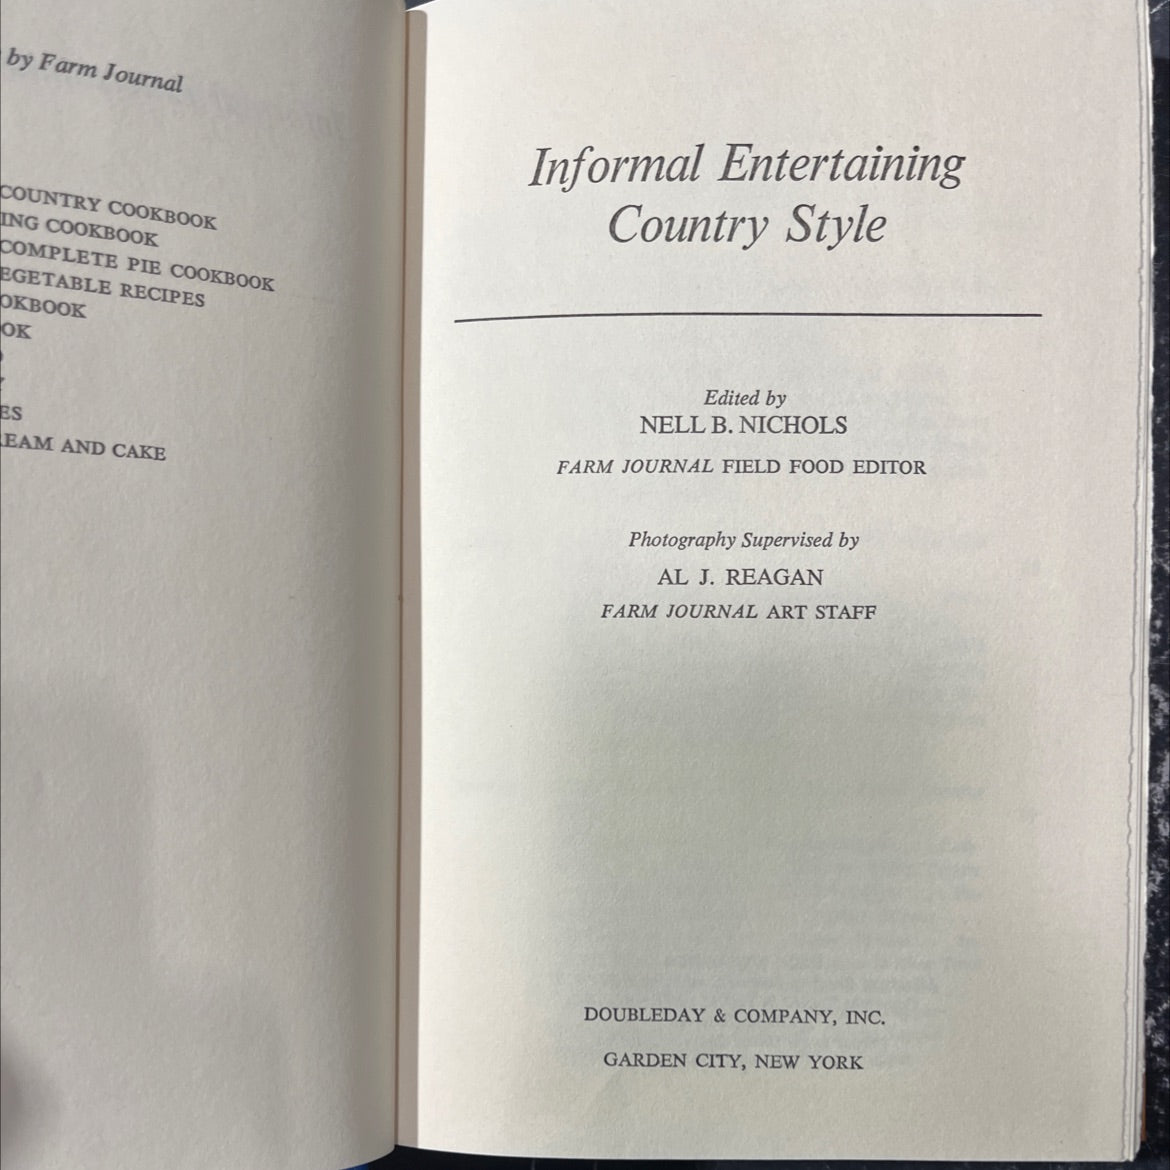 by Farm Journal
COUNTRY COOKBOOK
ING COOKBOOK
COMPLETE PIE COOKBOOK
EGETABLE RECIPES
OKBOOK
OK
ES
EAM AND CAKE
Informal Entertaining
Country Style
Edited by
NELL B. NICHOLS
FARM JOURNAL FIELD FOOD EDITOR
Photography Supervised by
AL J. REAGAN
FARM JOURNAL ART STAFF
DOUBLEDAY & COMPANY, INC.
GARDEN CITY, NEW YORK